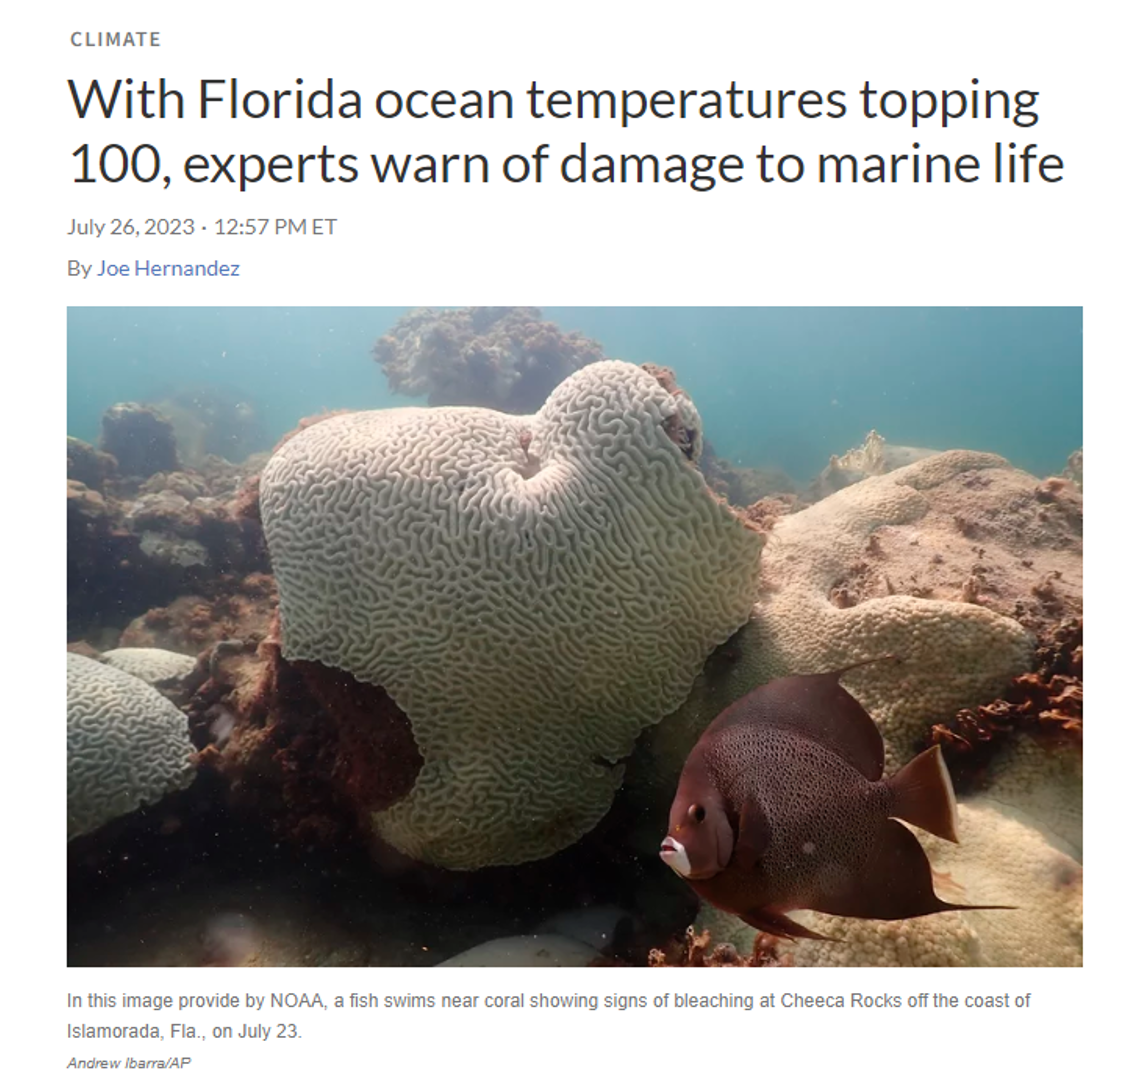 CLIMATE
With Florida ocean temperatures topping
100, experts warn of damage to marine life
July 26, 2023 · 12:57 PM ET
By Joe Hernandez
In this image provide by NOAA, a fish swims near coral showing signs of bleaching at Cheeca Rocks off the coast of
Islamorada, Fla., on July 23.
Andrew Ibarra/AP